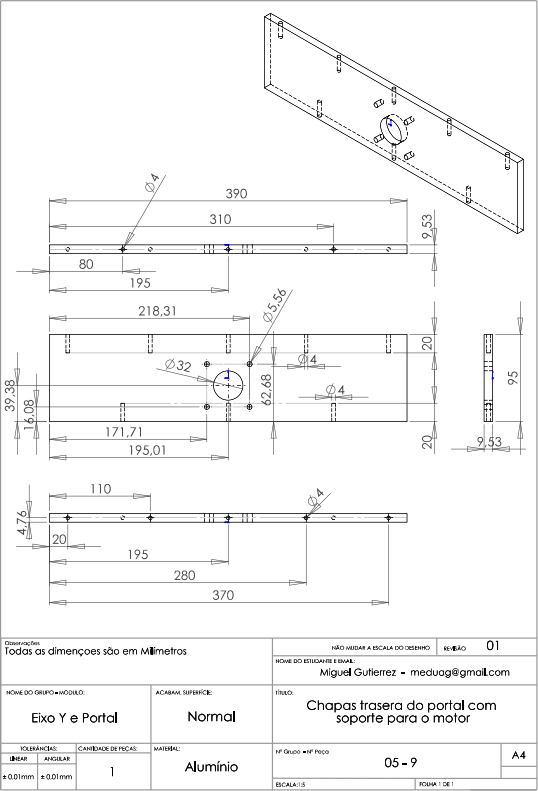 Ø4
390
310
9,53
80
195
218,31
Ø5,56
Ø32
Ø4
20
39,38
16,08
62,68
Ø4
95
171,71
195,01
20
9,53
110
Ø4
4,76
20
195
280
370
Observações
Todas as dimençoes são em Milímetros
NÃO MUDAR A ESCALA DO DESENHO
REVISÃO
01
NOME DO ESTUDANTE E EMAIL:
Miguel Gutierrez - meduag@gmail.com
NOME DO GRUPO - MÓDULO:
Eixo Y e Portal
ACABAM. SUPERFÍCIE:
Normal
TÍTULO:
Chapas trasera do portal com
soporte para o motor
TOLERÂNCIAS:
LINEAR
ANGULAR
± 0,01mm
± 0,01mm
CANTIDADE DE PEÇAS:
1
MATERIAL:
Alumínio
Nº Grupo - Nº Peça
05 - 9
A4
ESCALA:1:5
FOLHA 1 DE 1